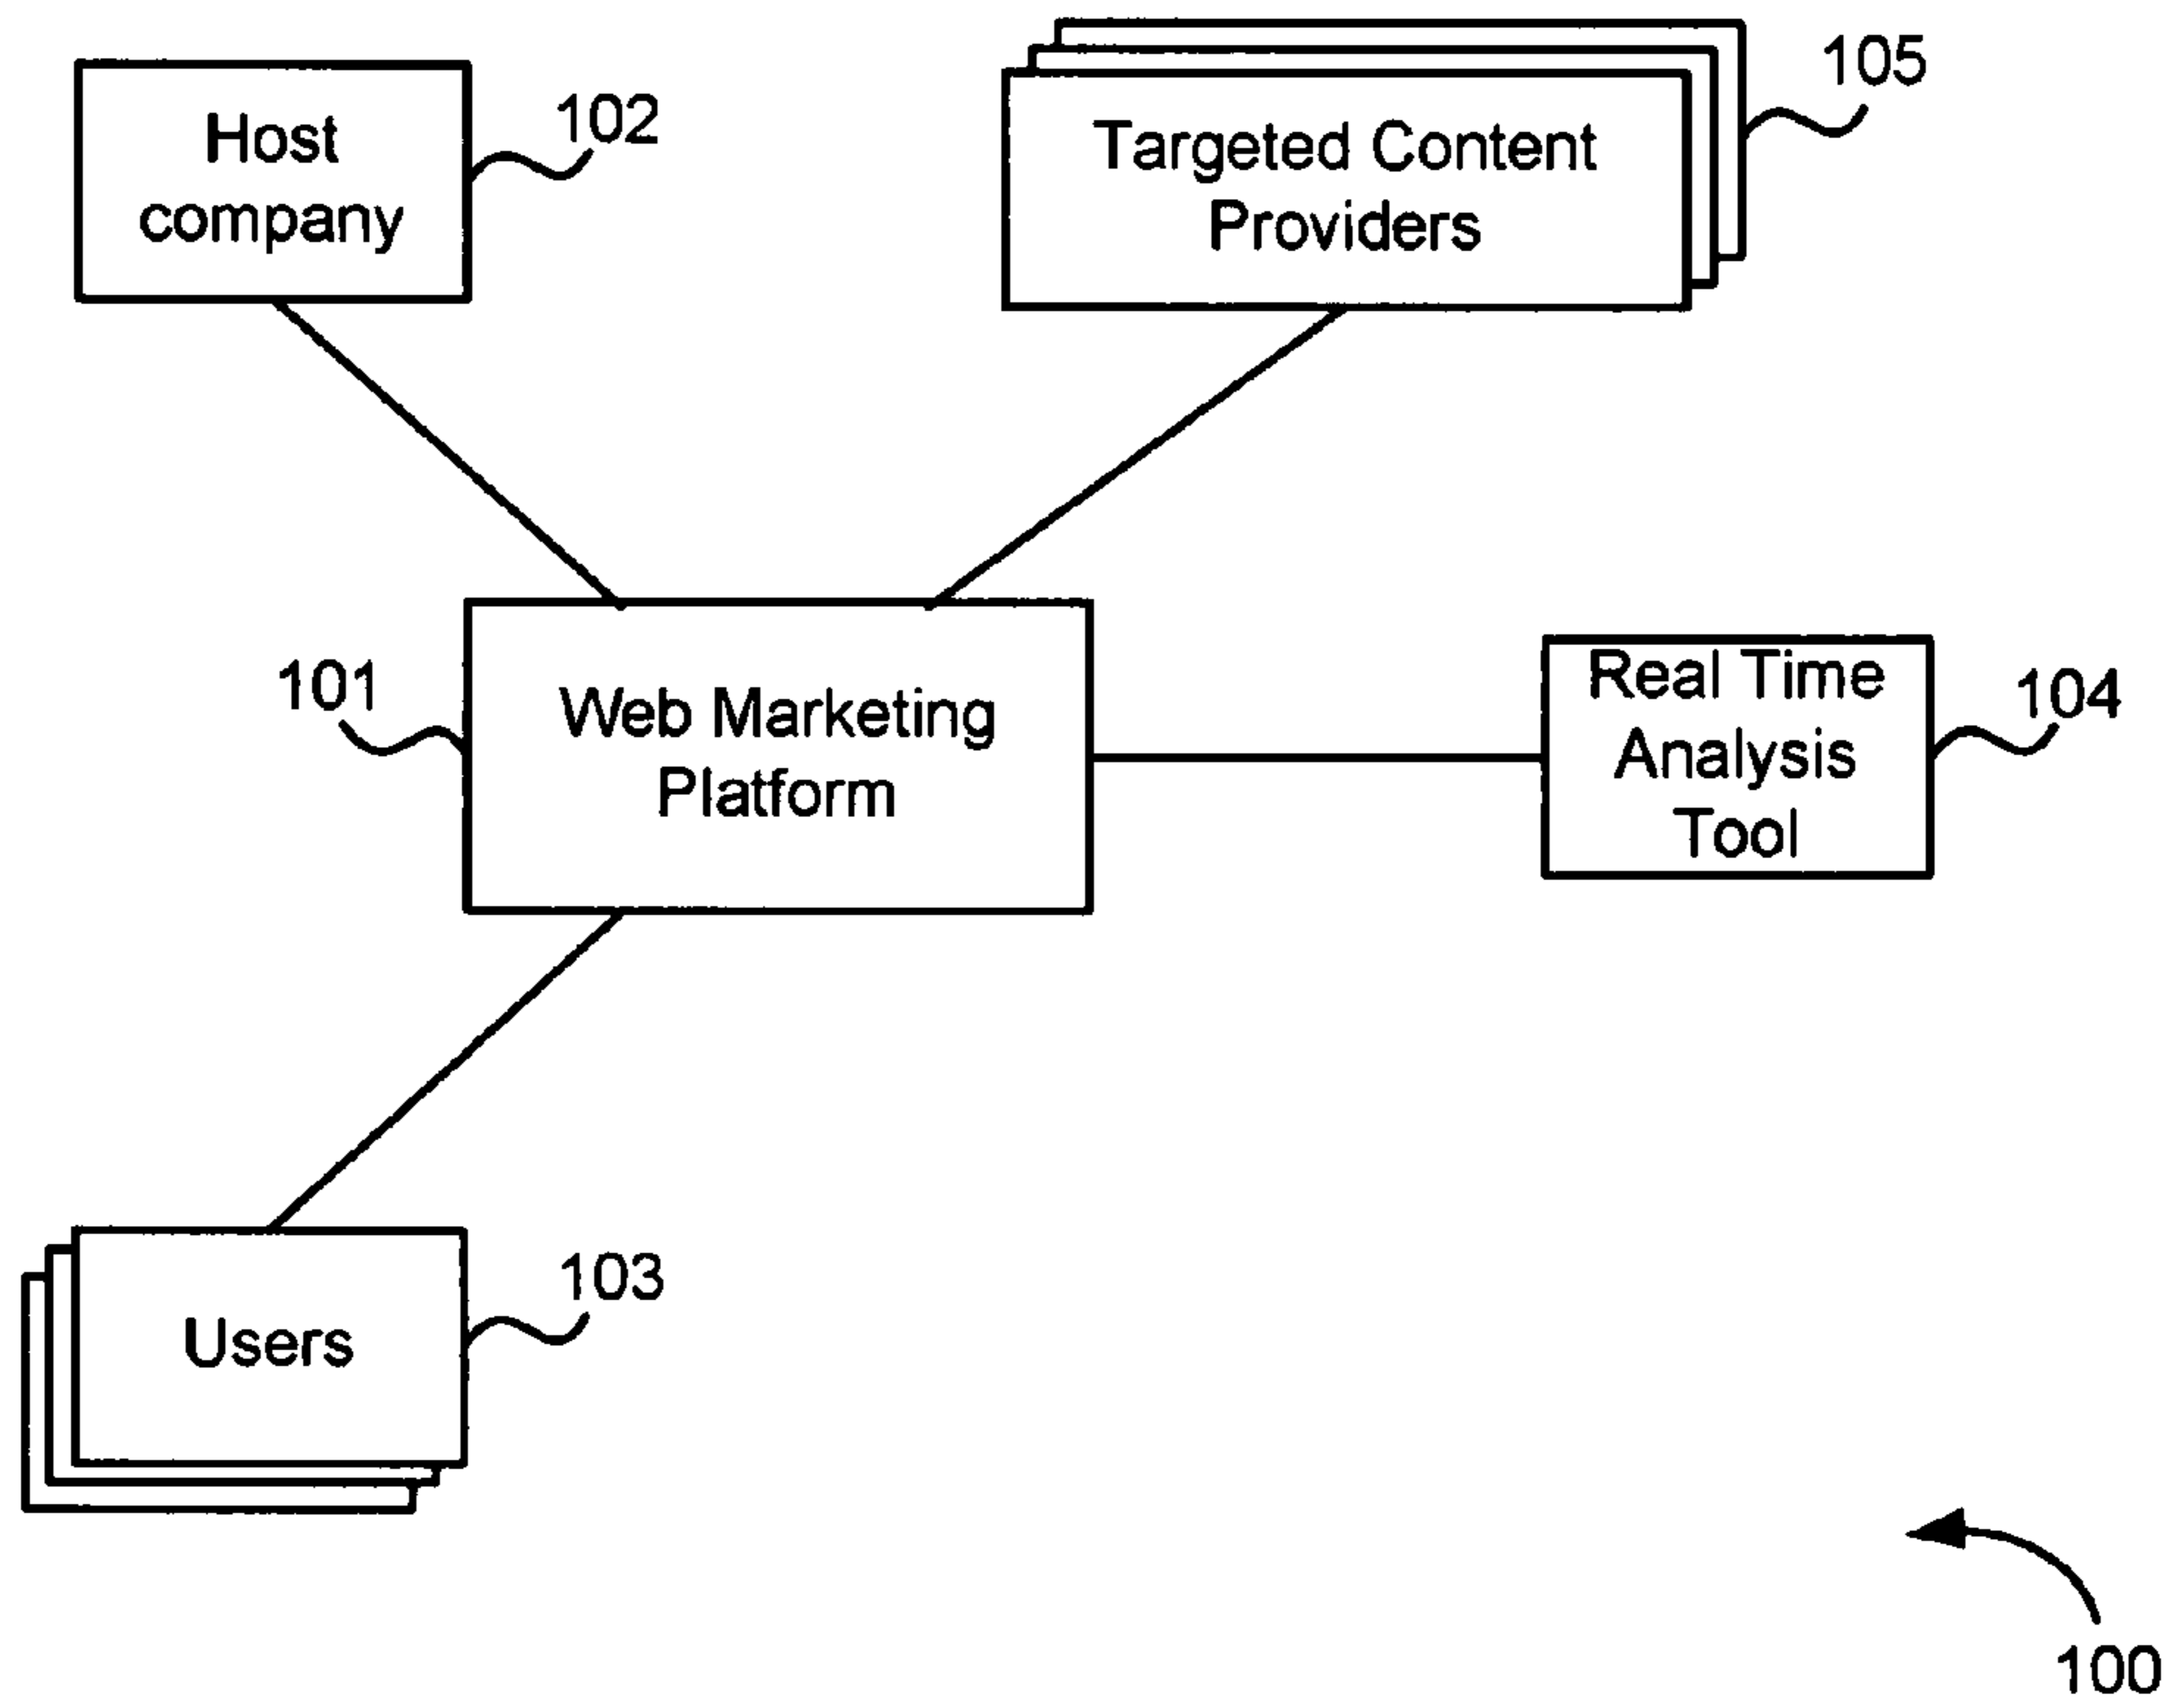 Host
company
102
Targeted Content
Providers
105
101
Web Marketing
Platform
Real Time
Analysis
Tool
104
Users
103
100